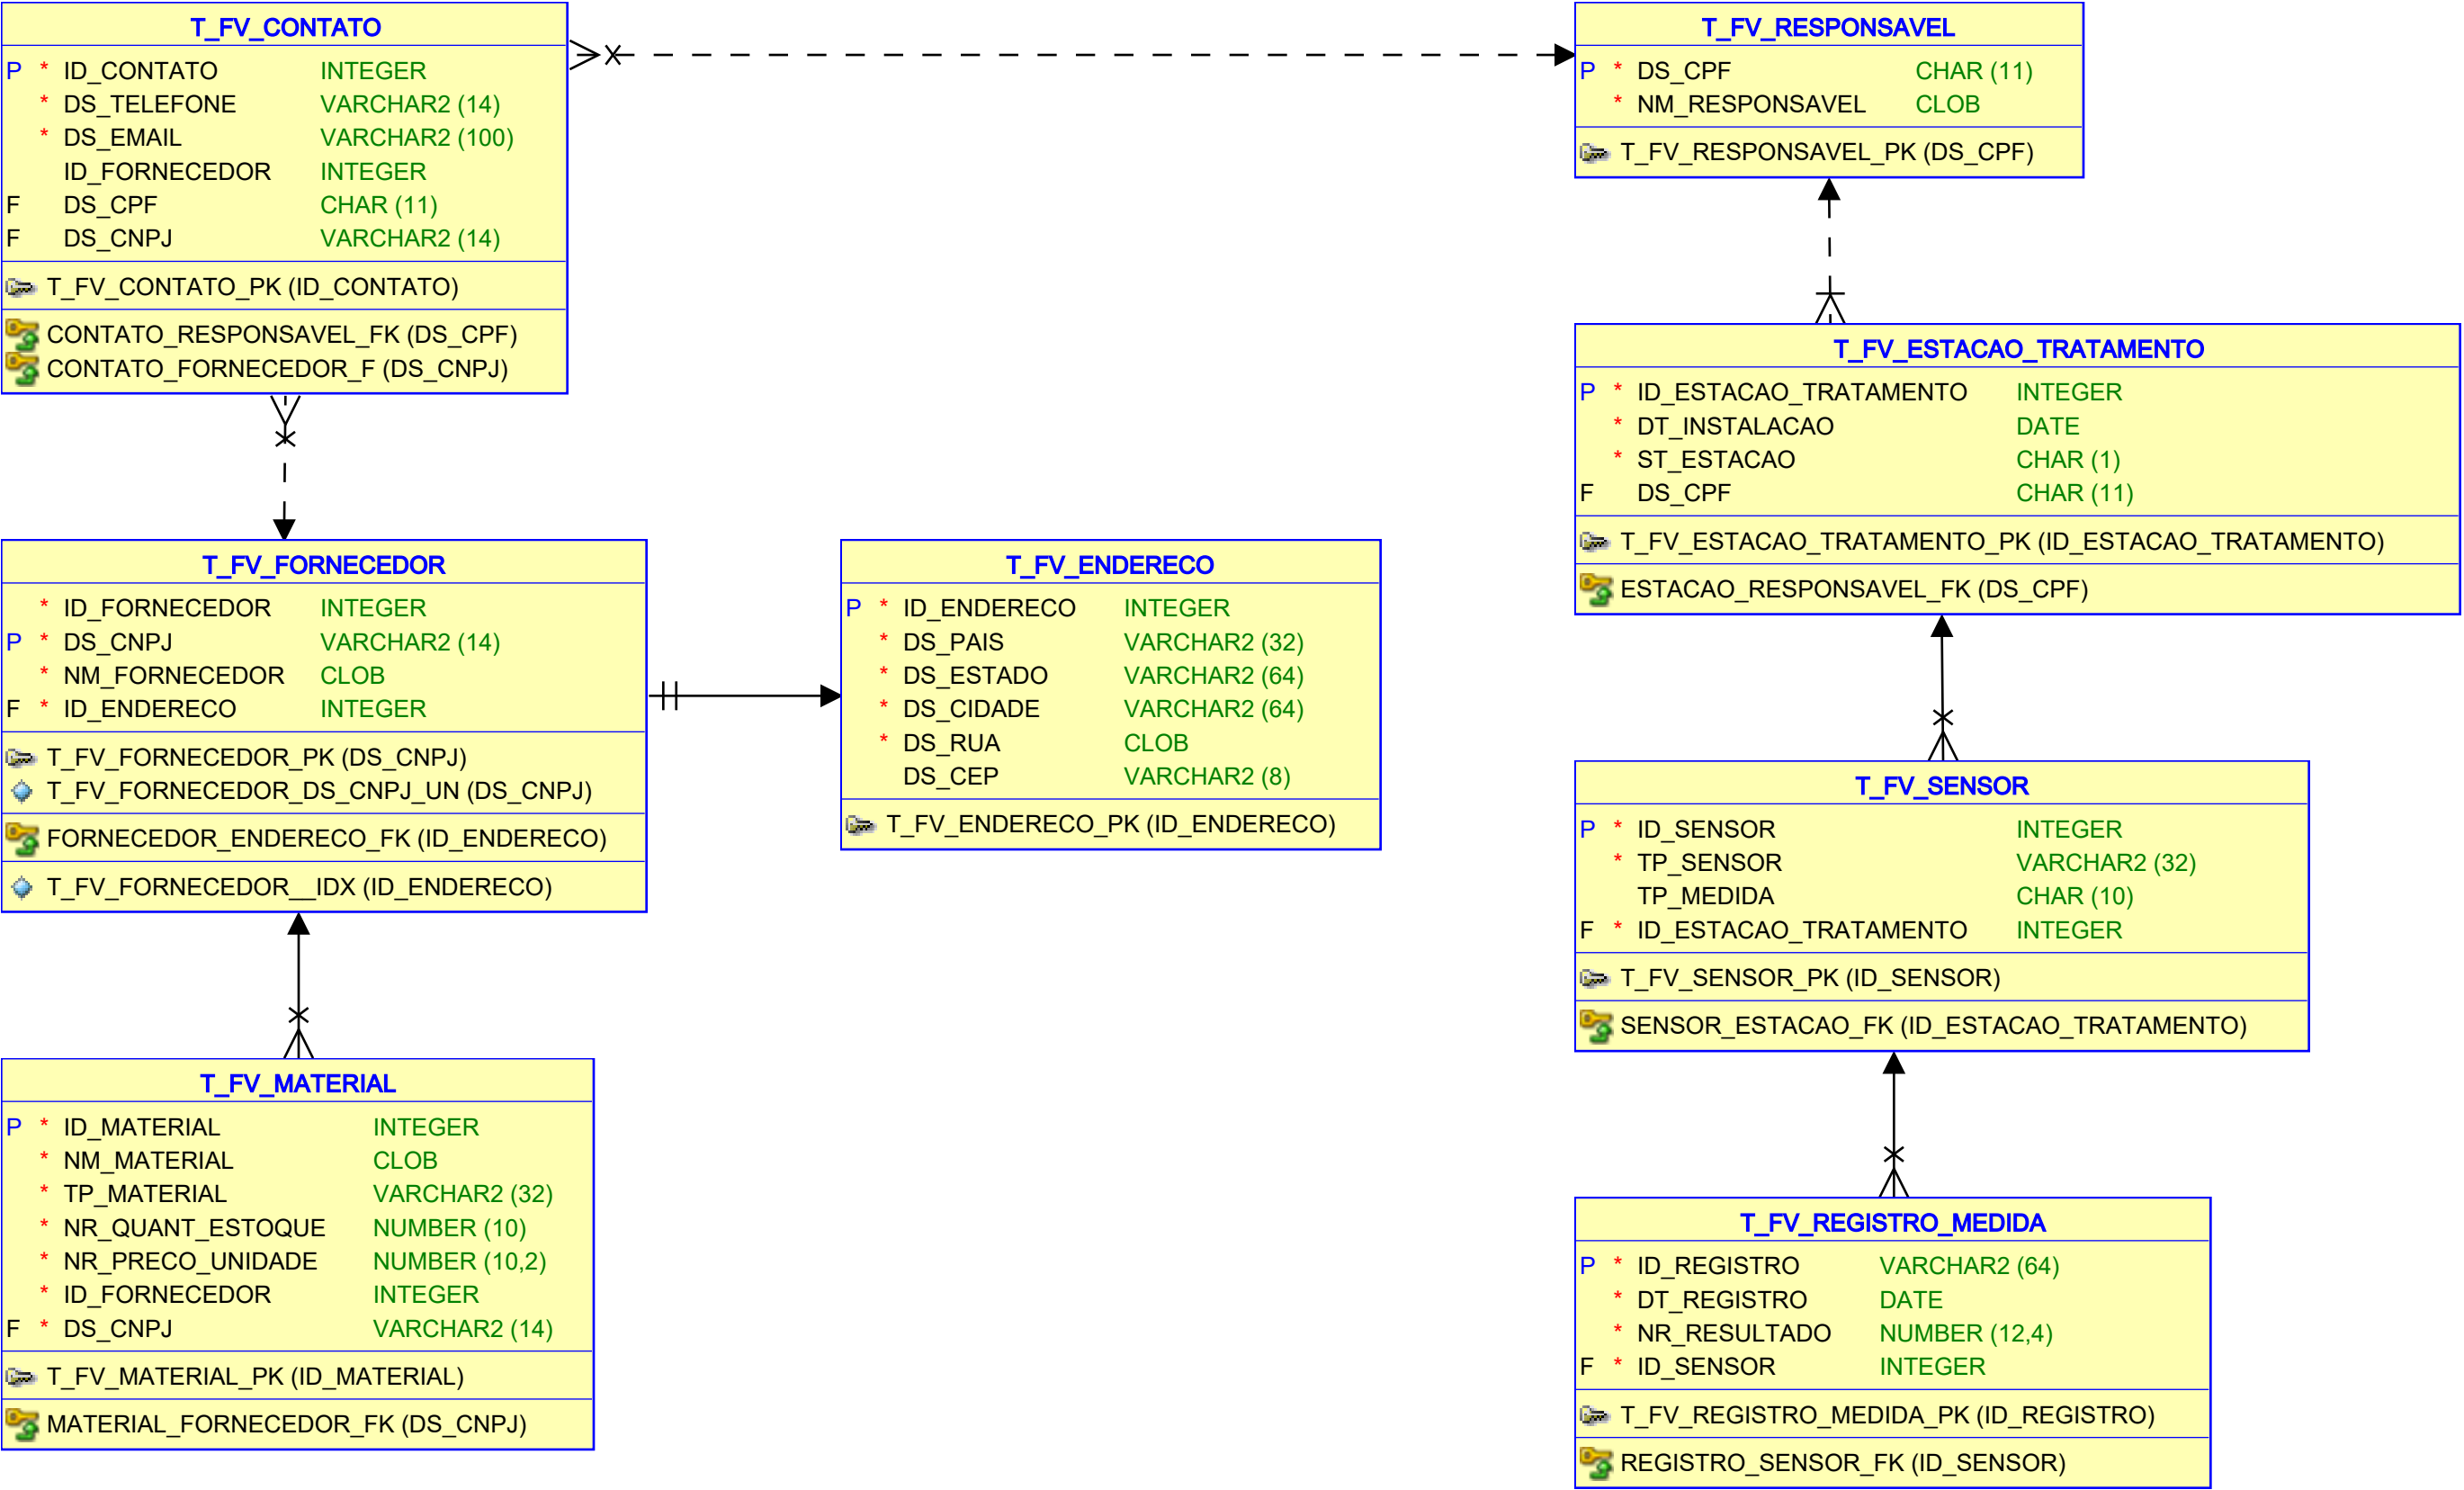 T_FV_CONTATO
P * ID_CONTATO INTEGER
* DS_TELEFONE VARCHAR2 (14)
* DS_EMAIL VARCHAR2 (100)
ID_FORNECEDOR INTEGER
F DS_CPF CHAR (11)
F DS_CNPJ VARCHAR2 (14)
T_FV_CONTATO_PK (ID_CONTATO)
CONTATO_RESPONSAVEL_FK (DS_CPF)
CONTATO_FORNECEDOR_F (DS_CNPJ)
T_FV_RESPONSAVEL
P * DS_CPF CHAR (11)
* NM_RESPONSAVEL CLOB
T_FV_RESPONSAVEL_PK (DS_CPF)
T_FV_ESTACAO_TRATAMENTO
P * ID_ESTACAO_TRATAMENTO INTEGER
* DT_INSTALACAO DATE
* ST_ESTACAO CHAR (1)
F DS_CPF CHAR (11)
T_FV_ESTACAO_TRATAMENTO_PK (ID_ESTACAO_TRATAMENTO)
ESTACAO_RESPONSAVEL_FK (DS_CPF)
T_FV_FORNECEDOR
* ID_FORNECEDOR INTEGER
P * DS_CNPJ VARCHAR2 (14)
* NM_FORNECEDOR CLOB
F * ID_ENDERECO INTEGER
T_FV_FORNECEDOR_PK (DS_CNPJ)
T_FV_FORNECEDOR_DS_CNPJ_UN (DS_CNPJ)
FORNECEDOR_ENDERECO_FK (ID_ENDERECO)
T_FV_FORNECEDOR__IDX (ID_ENDERECO)
T_FV_ENDERECO
P * ID_ENDERECO INTEGER
* DS_PAIS VARCHAR2 (32)
* DS_ESTADO VARCHAR2 (64)
* DS_CIDADE VARCHAR2 (64)
* DS_RUA CLOB
DS_CEP VARCHAR2 (8)
T_FV_ENDERECO_PK (ID_ENDERECO)
T_FV_SENSOR
P * ID_SENSOR INTEGER
* TP_SENSOR VARCHAR2 (32)
TP_MEDIDA CHAR (10)
F * ID_ESTACAO_TRATAMENTO INTEGER
T_FV_SENSOR_PK (ID_SENSOR)
SENSOR_ESTACAO_FK (ID_ESTACAO_TRATAMENTO)
T_FV_MATERIAL
P * ID_MATERIAL INTEGER
* NM_MATERIAL CLOB
* TP_MATERIAL VARCHAR2 (32)
* NR_QUANT_ESTOQUE NUMBER (10)
* NR_PRECO_UNIDADE NUMBER (10,2)
* ID_FORNECEDOR INTEGER
F * DS_CNPJ VARCHAR2 (14)
T_FV_MATERIAL_PK (ID_MATERIAL)
MATERIAL_FORNECEDOR_FK (DS_CNPJ)
T_FV_REGISTRO_MEDIDA
P * ID_REGISTRO VARCHAR2 (64)
* DT_REGISTRO DATE
* NR_RESULTADO NUMBER (12,4)
F * ID_SENSOR INTEGER
T_FV_REGISTRO_MEDIDA_PK (ID_REGISTRO)
REGISTRO_SENSOR_FK (ID_SENSOR)